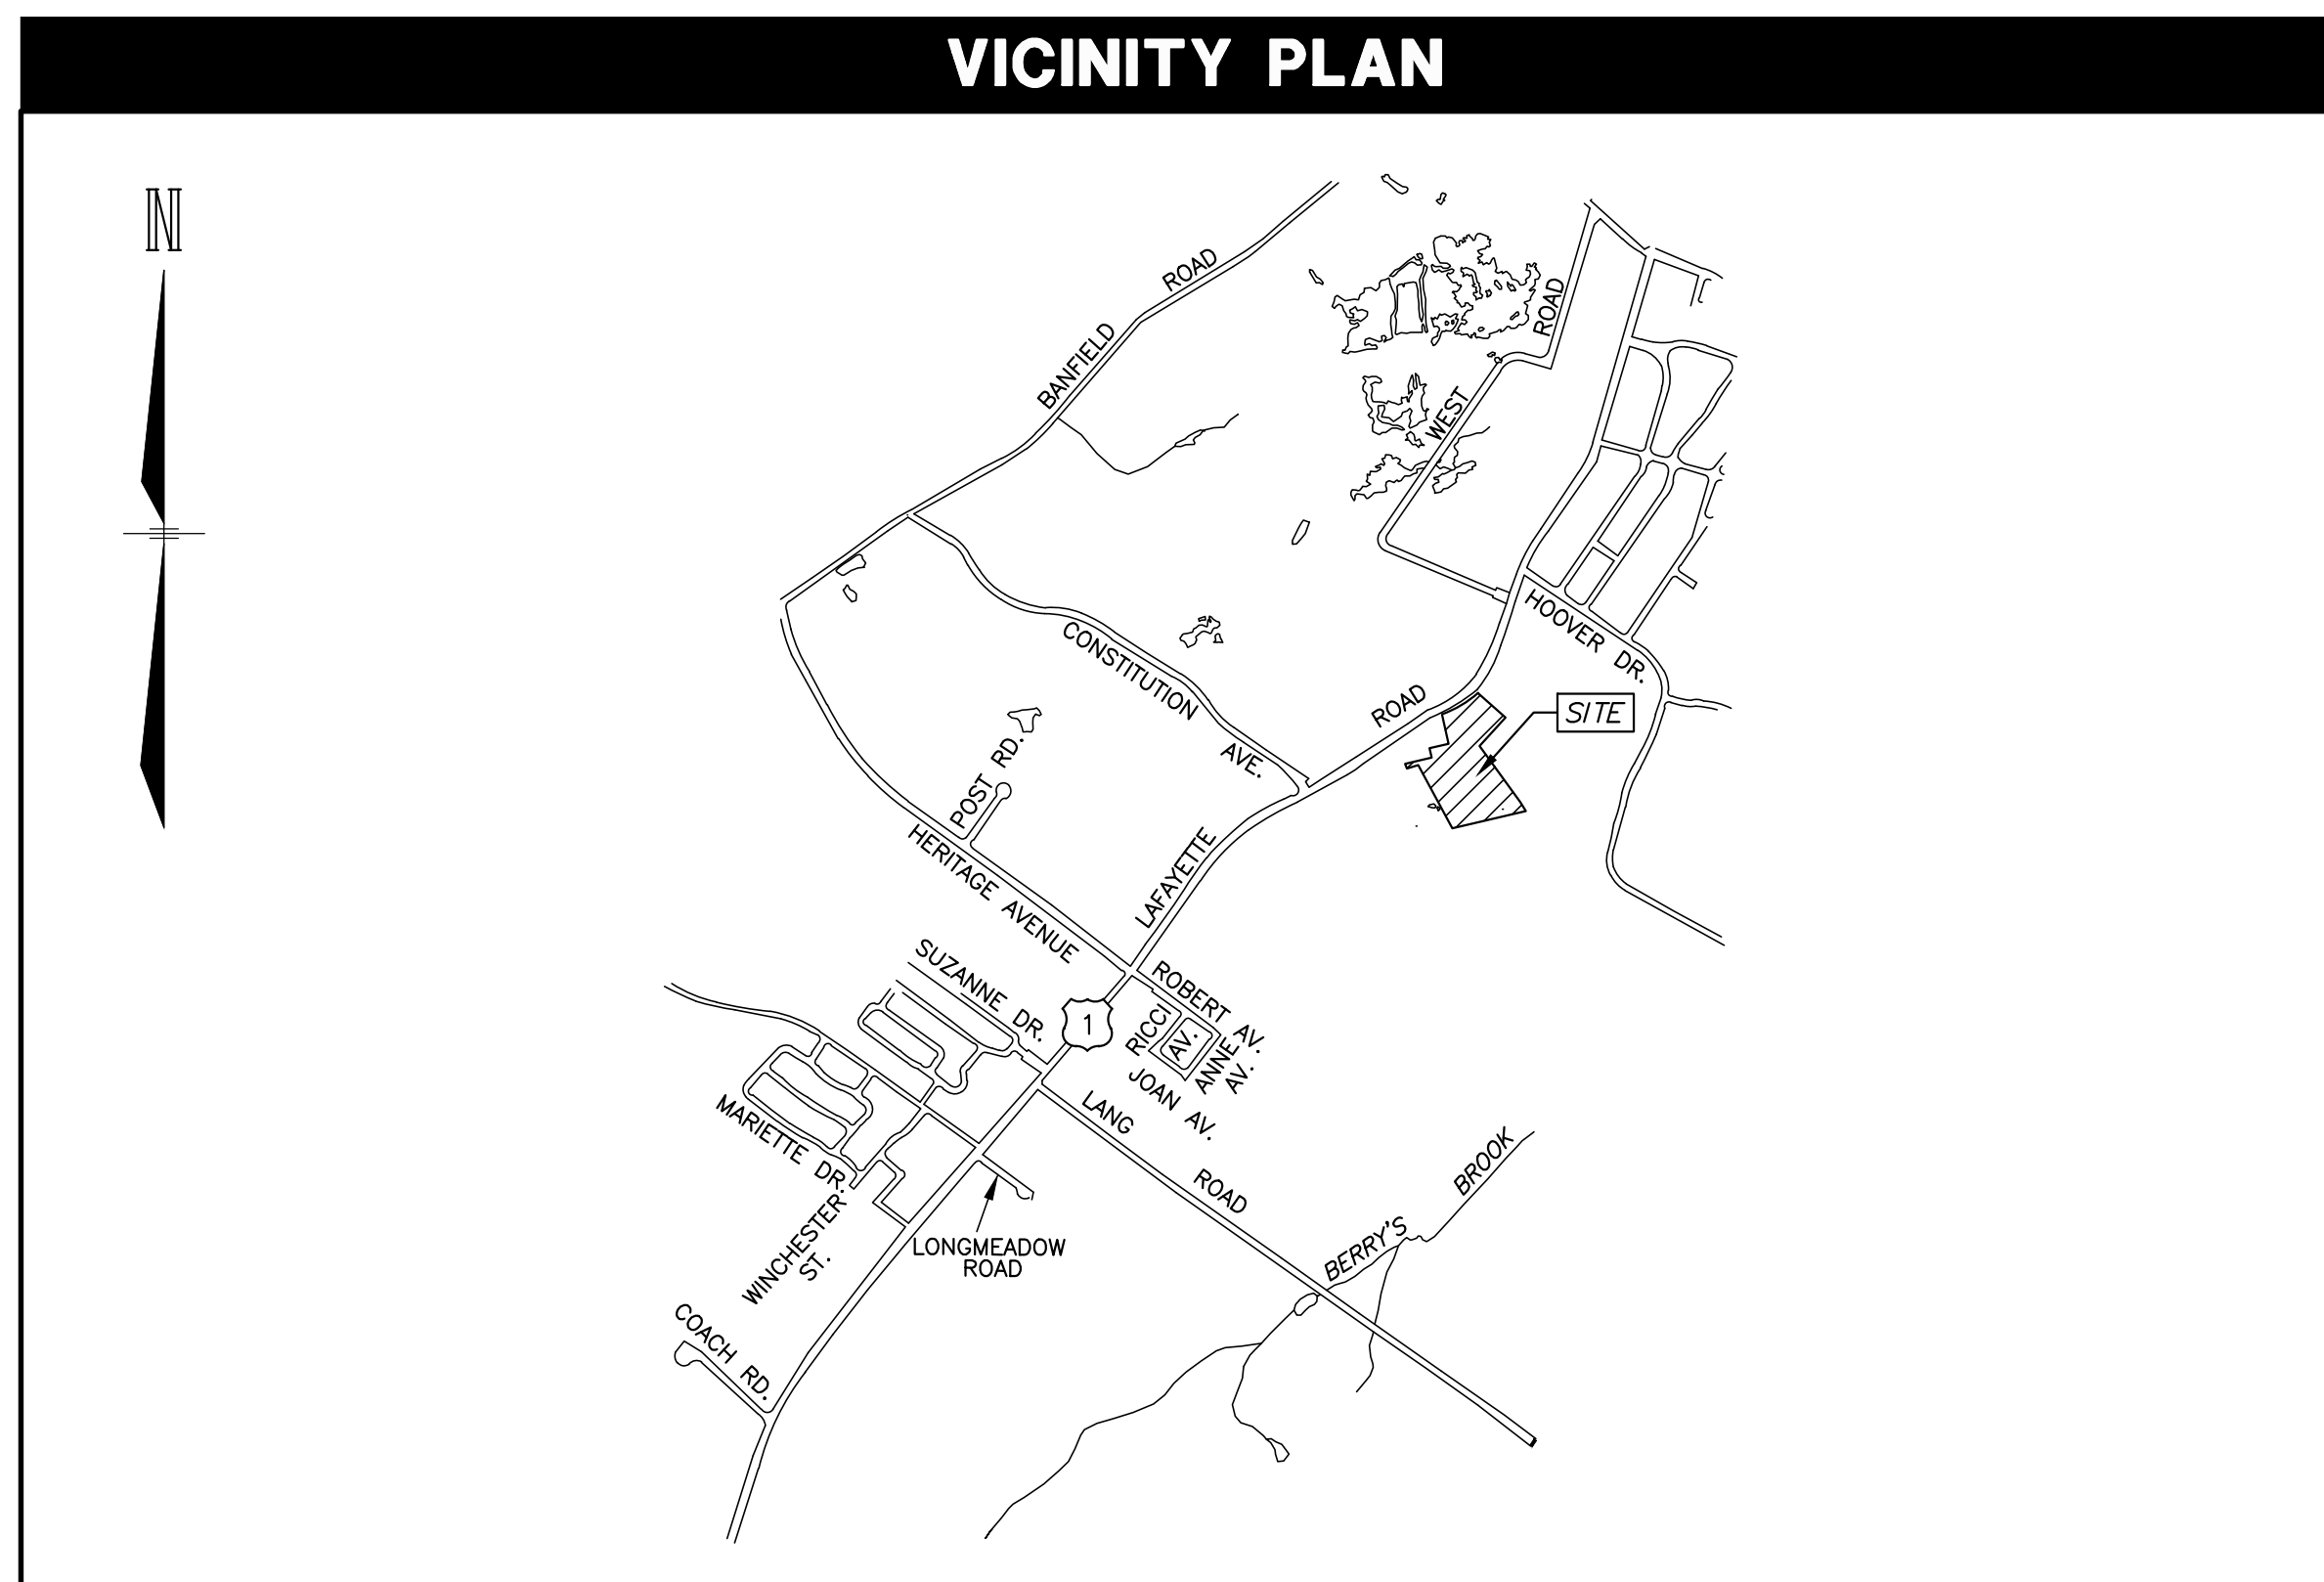 VICINITY PLAN
N
BANFIELD ROAD
WEST ROAD
HOOVER DR.
CONSTITUTION AVE.
SITE
POST RD.
LAFAYETTE ROAD
HERITAGE AVENUE
SUZANNE DR.
1
ROBERT AV.
RICCI AV.
ANNE AV.
JOAN AV.
LANG ROAD
MARIETTE DR.
WINCHESTER ST.
LONGMEADOW
ROAD
BERRY'S BROOK
COACH RD.